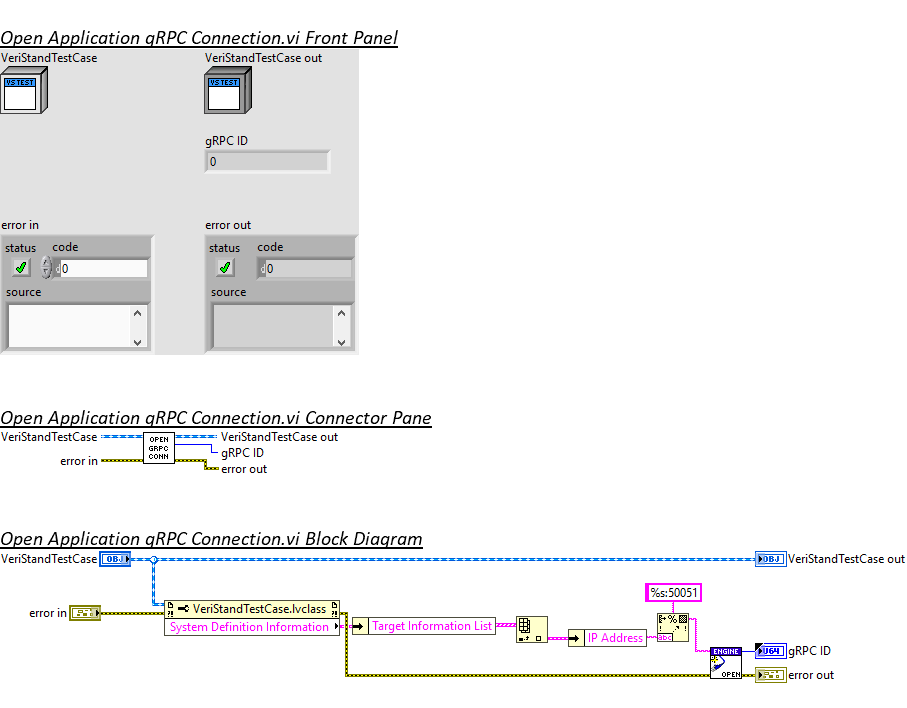 Open Application gRPC Connection.vi Front Panel
VeriStandTestCase
VeriStandTestCase out
VS TEST
VS TEST
gRPC ID
0
error in
error out
status
code
status
code
d0
d0
source
source
Open Application gRPC Connection.vi Connector Pane
VeriStandTestCase
OPEN
GRPC
CONN
VeriStandTestCase out
gRPC ID
error in
error out
Open Application gRPC Connection.vi Block Diagram
VeriStandTestCase
OBJ
OBJ
VeriStandTestCase out
%s:50051
error in
VeriStandTestCase.lvclass
System Definition Information
Target Information List
IP Address
abc
ENGINE
OPEN
U64
gRPC ID
error out